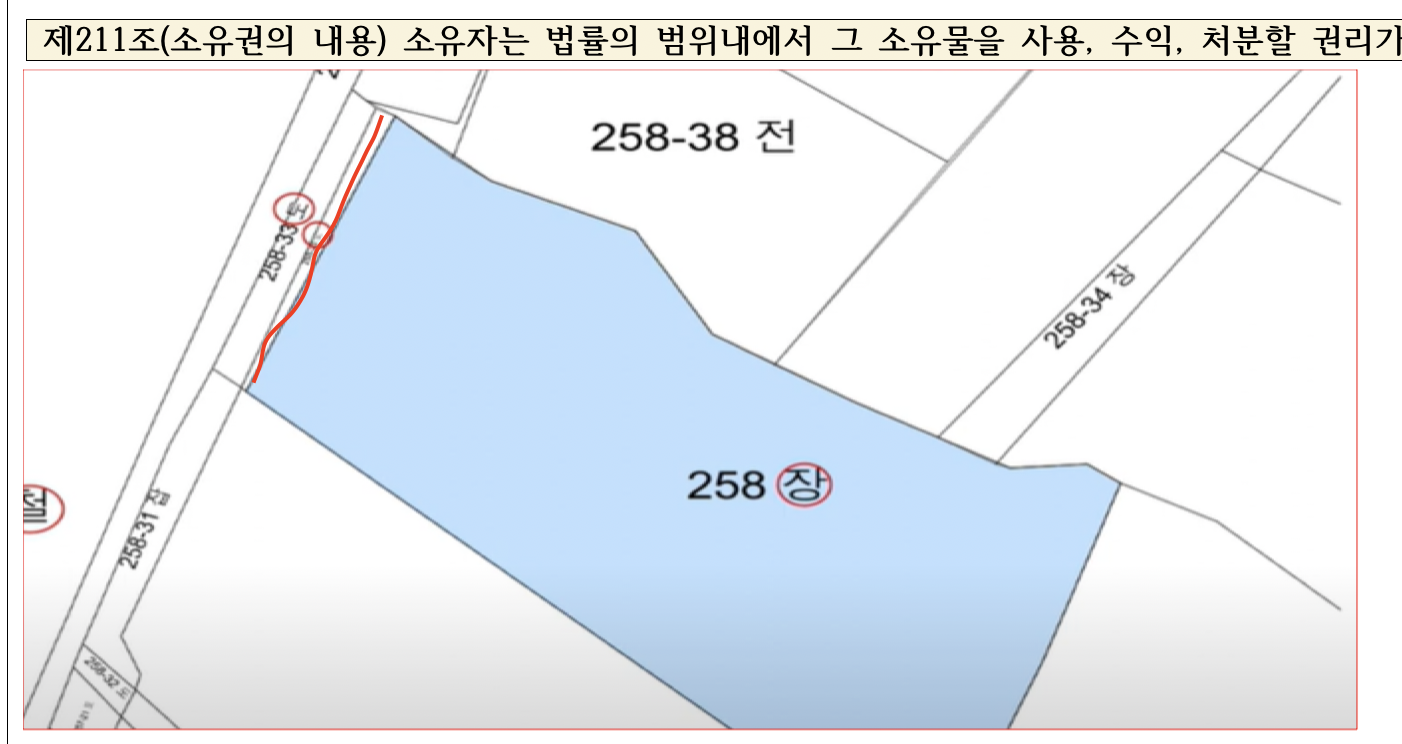 제211조(소유권의 내용) 소유자는 법률의 범위내에서 그 소유물을 사용, 수익, 처분할 권리가
258-38 전
258-33 도
258-34 장
258 장
258-31 잡
258-32 도